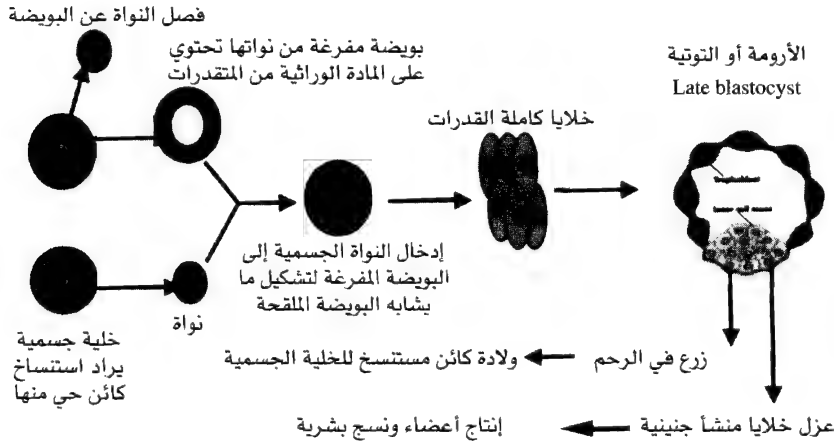 فصل النواة عن البويضة
بويضة مفرغة من نواتها تحتوي
على المادة الوراثية من المتقدرات
الأرومة أو التوتية
Late blastocyst
خلايا كاملة القدرات
إدخال النواة الجسمية إلى
البويضة المفرغة لتشكيل ما
يشابه البويضة الملقحة
نواة
خلية جسمية
يراد استنساخ
كائن حي منها
زرع في الرحم
ولادة كائن مستنسخ للخلية الجسمية
عزل خلايا منشأ جنينية
إنتاج أعضاء ونسج بشرية